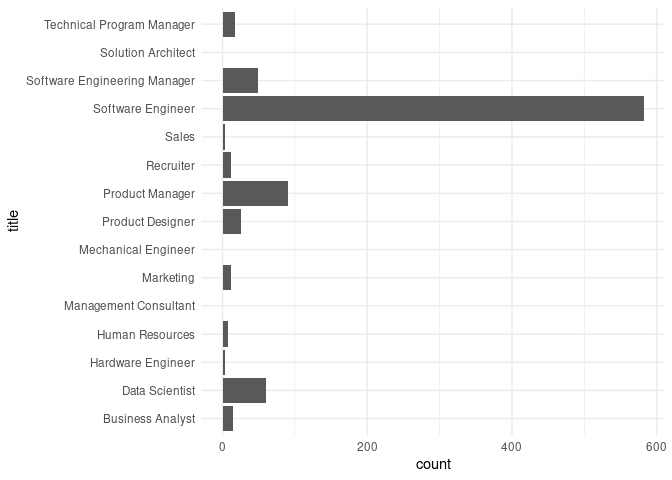 Technical Program Manager
Solution Architect
Software Engineering Manager
Software Engineer
Sales
Recruiter
Product Manager
Product Designer
Mechanical Engineer
Marketing
Management Consultant
Human Resources
Hardware Engineer
Data Scientist
Business Analyst
title
0 200 400 600
count